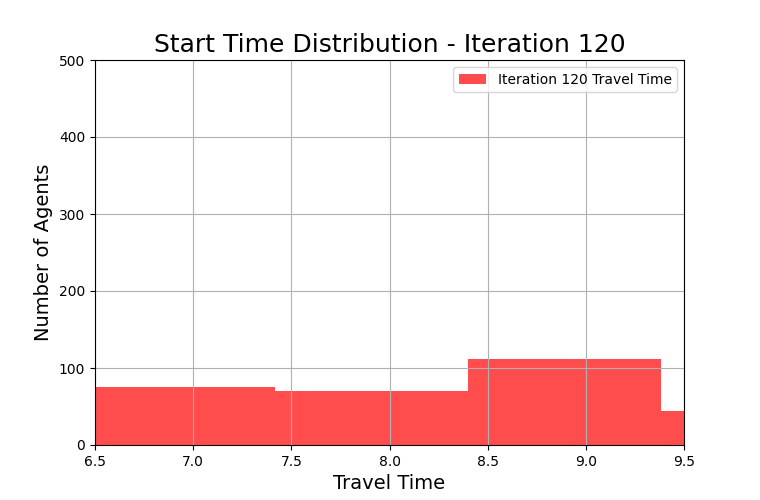 Start Time Distribution - Iteration 120
Iteration 120 Travel Time
Number of Agents
500
400
300
200
100
0
6.5 7.0 7.5 8.0 8.5 9.0 9.5
Travel Time